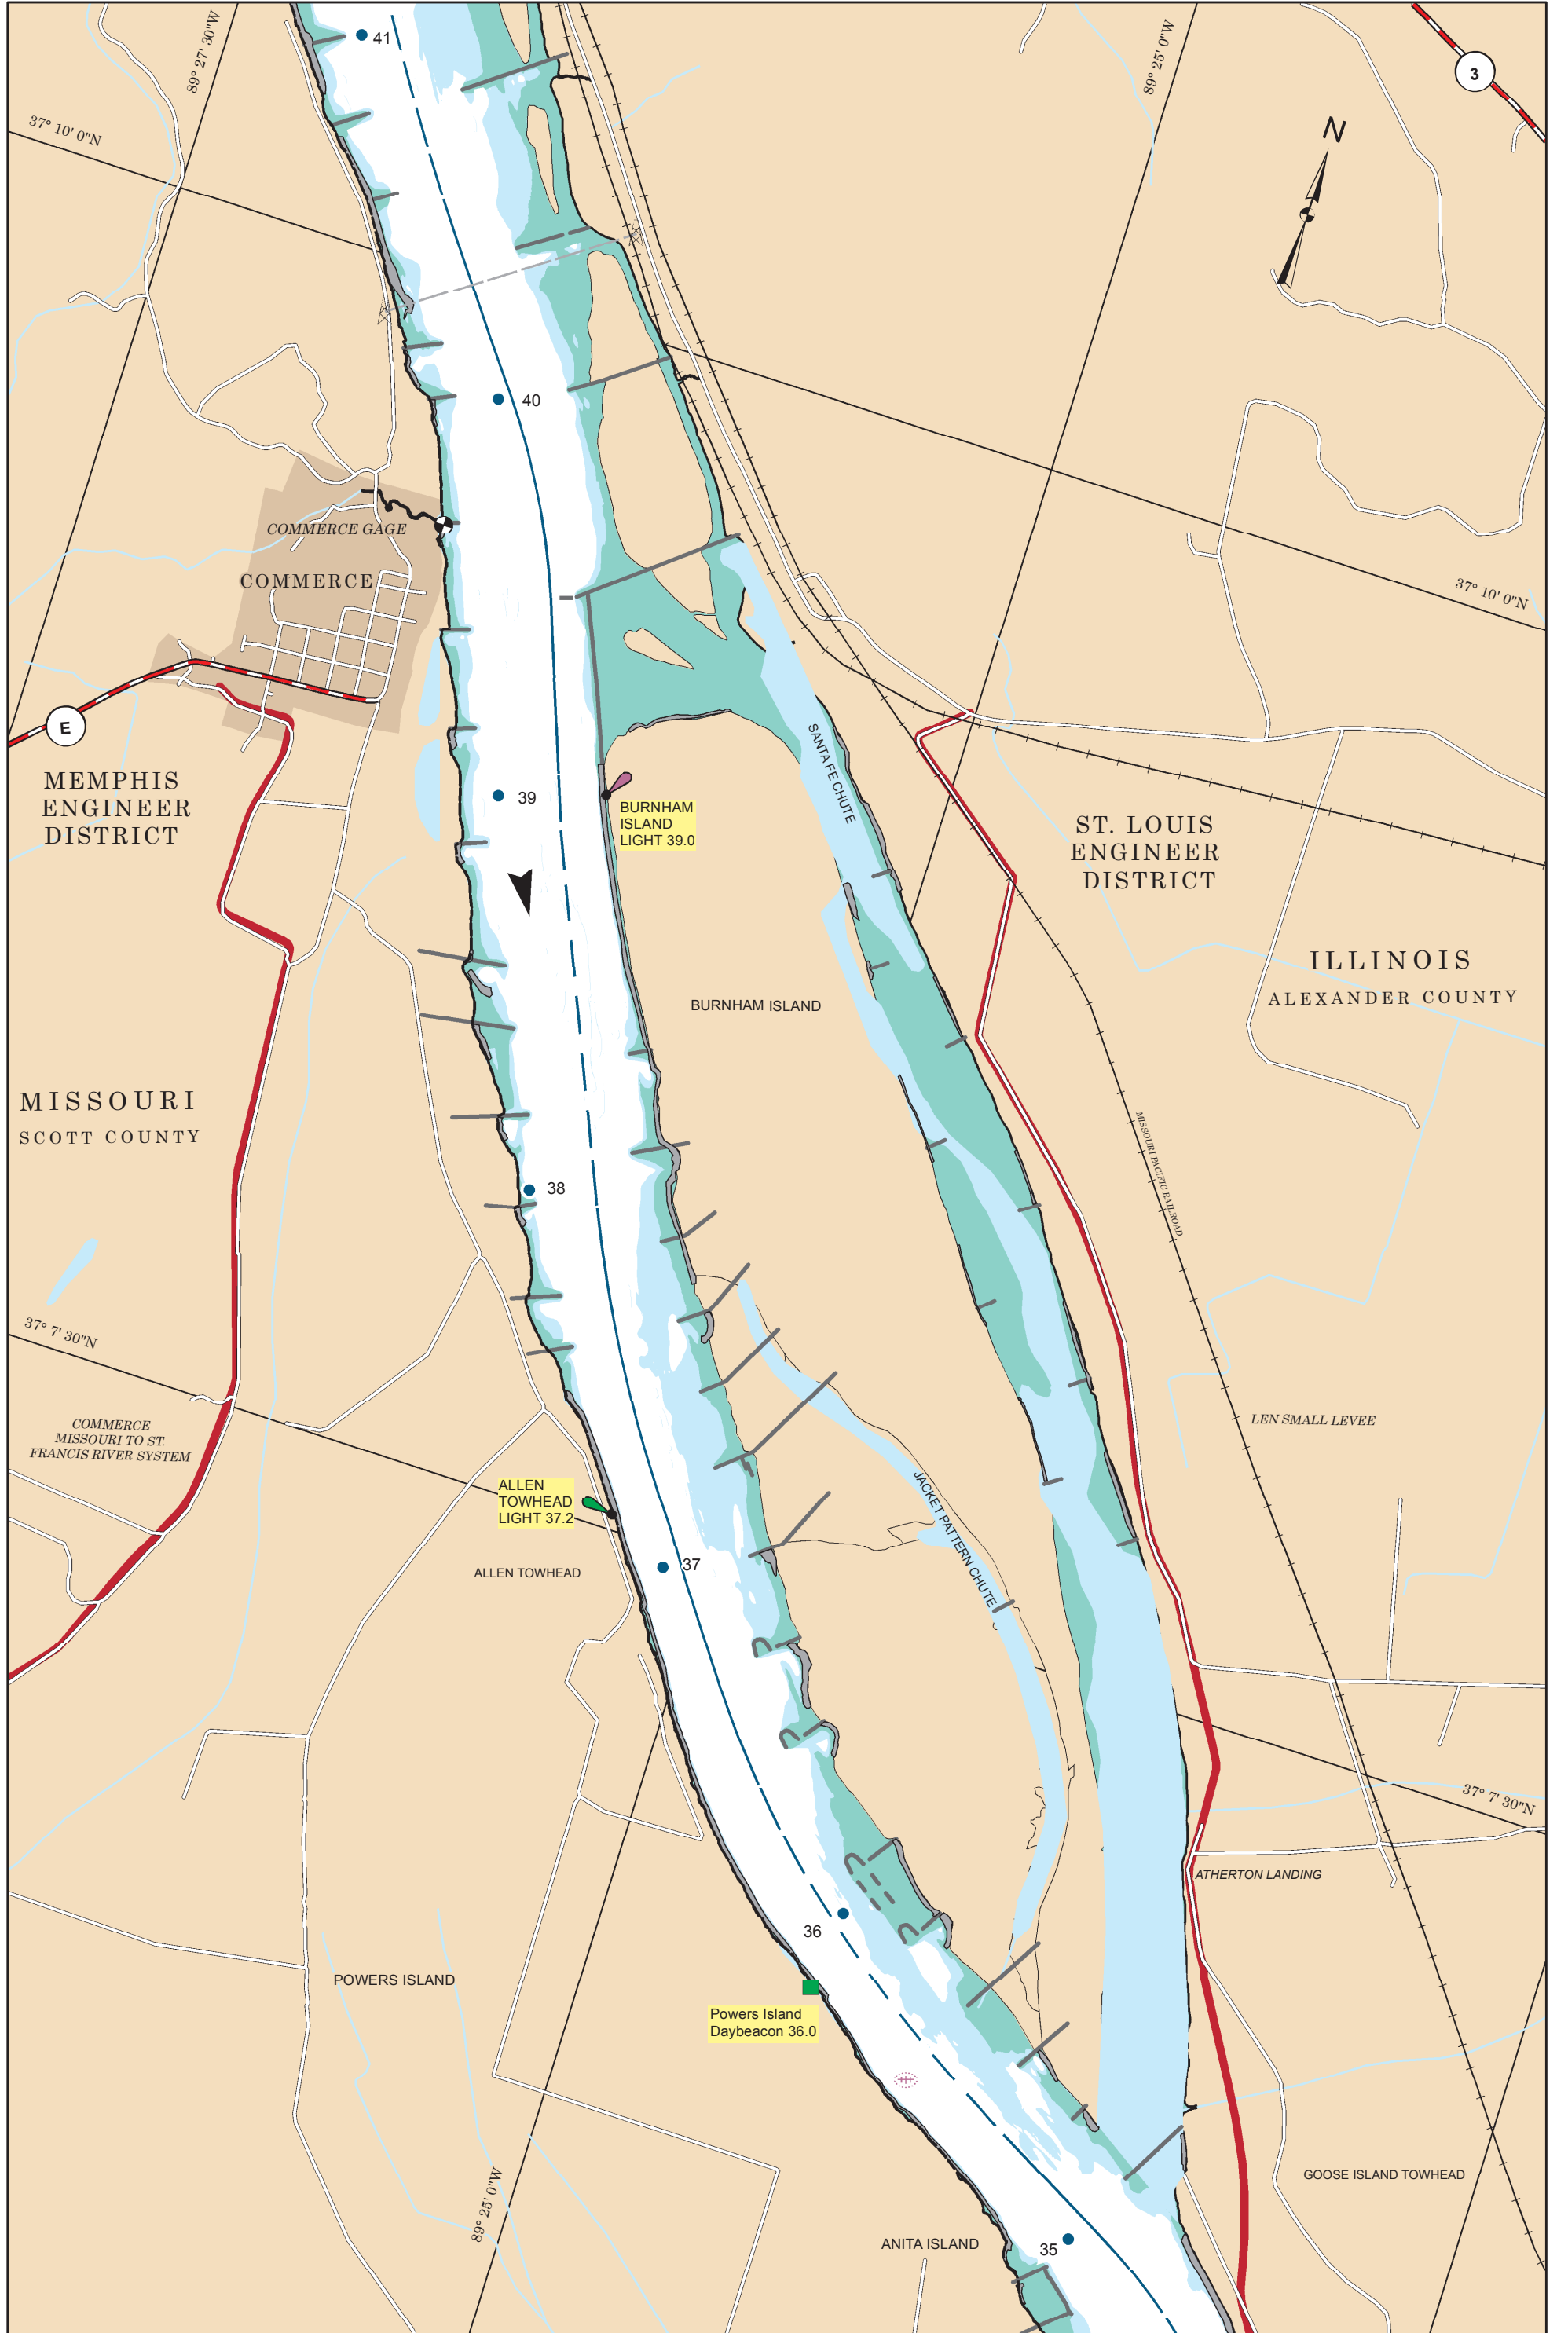 41
89° 27' 30"W
89° 25' 0"W
3
37° 10' 0"N
N
40
COMMERCE GAGE
COMMERCE
37° 10' 0"N
E
SANTA FE CHUTE
MEMPHIS
ENGINEER
DISTRICT
39
BURNHAM
ISLAND
LIGHT 39.0
ST. LOUIS
ENGINEER
DISTRICT
ILLINOIS
ALEXANDER COUNTY
BURNHAM ISLAND
MISSOURI
SCOTT COUNTY
MISSOURI PACIFIC RAILROAD
38
37° 7' 30"N
COMMERCE
MISSOURI TO ST.
FRANCIS RIVER SYSTEM
LEN SMALL LEVEE
ALLEN
TOWHEAD
LIGHT 37.2
JACKET PATTERN CHUTE
37
ALLEN TOWHEAD
37° 7' 30"N
ATHERTON LANDING
36
POWERS ISLAND
Powers Island
Daybeacon 36.0
89° 25' 0"W
GOOSE ISLAND TOWHEAD
ANITA ISLAND
35